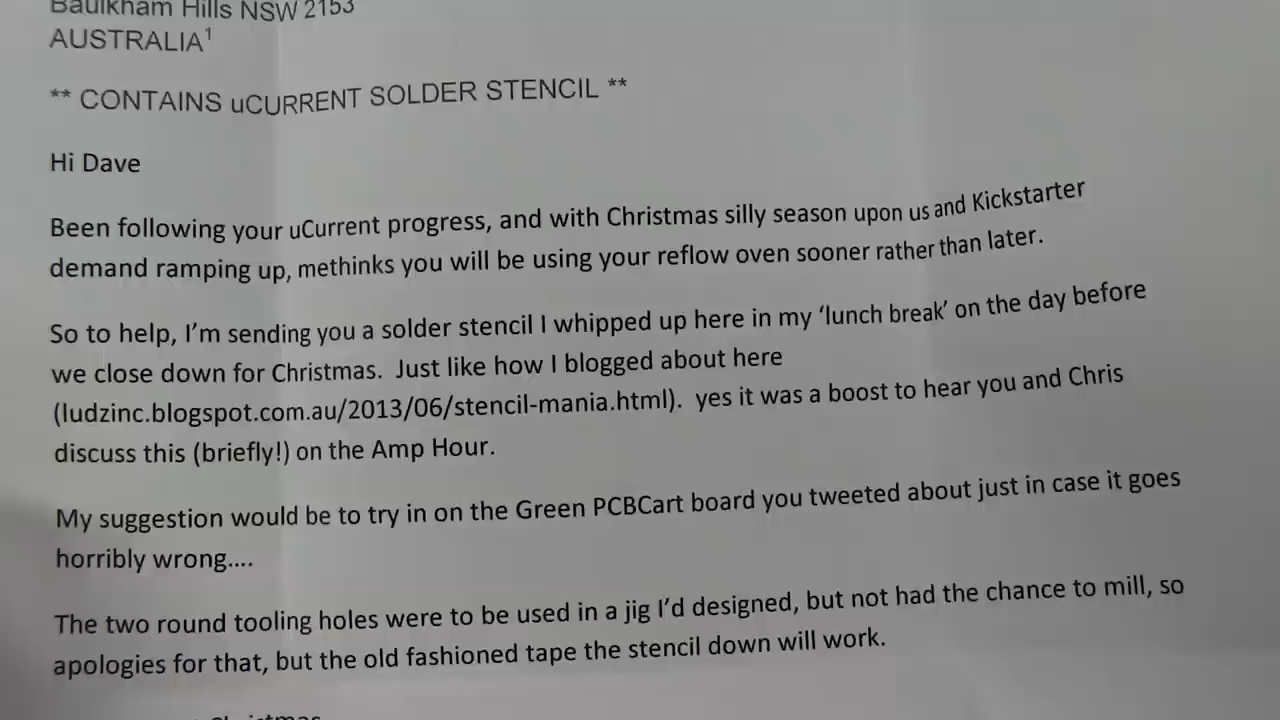 Baulkham Hills NSW 2153
AUSTRALIA¹
** CONTAINS uCURRENT SOLDER STENCIL **
Hi Dave
Been following your uCurrent progress, and with Christmas silly season upon us and Kickstarter
demand ramping up, methinks you will be using your reflow oven sooner rather than later.
So to help, I'm sending you a solder stencil I whipped up here in my 'lunch break' on the day before
we close down for Christmas.  Just like how I blogged about here
(ludzinc.blogspot.com.au/2013/06/stencil-mania.html).  yes it was a boost to hear you and Chris
discuss this (briefly!) on the Amp Hour.
My suggestion would be to try in on the Green PCBCart board you tweeted about just in case it goes
horribly wrong....
The two round tooling holes were to be used in a jig I'd designed, but not had the chance to mill, so
apologies for that, but the old fashioned tape the stencil down will work.
Christmas